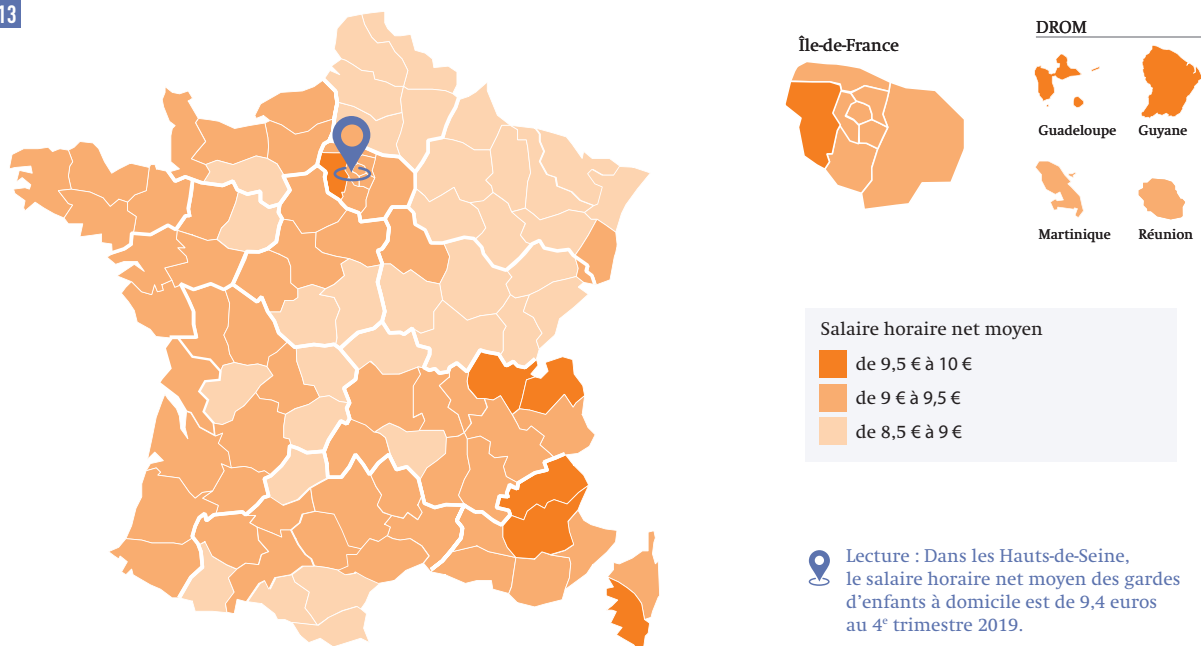 13
Île-de-France
DROM
Guadeloupe
Guyane
Martinique
Réunion
Salaire horaire net moyen
de 9,5 € à 10 €
de 9 € à 9,5 €
de 8,5 € à 9 €
Lecture : Dans les Hauts-de-Seine,
le salaire horaire net moyen des gardes
d’enfants à domicile est de 9,4 euros
au 4e trimestre 2019.